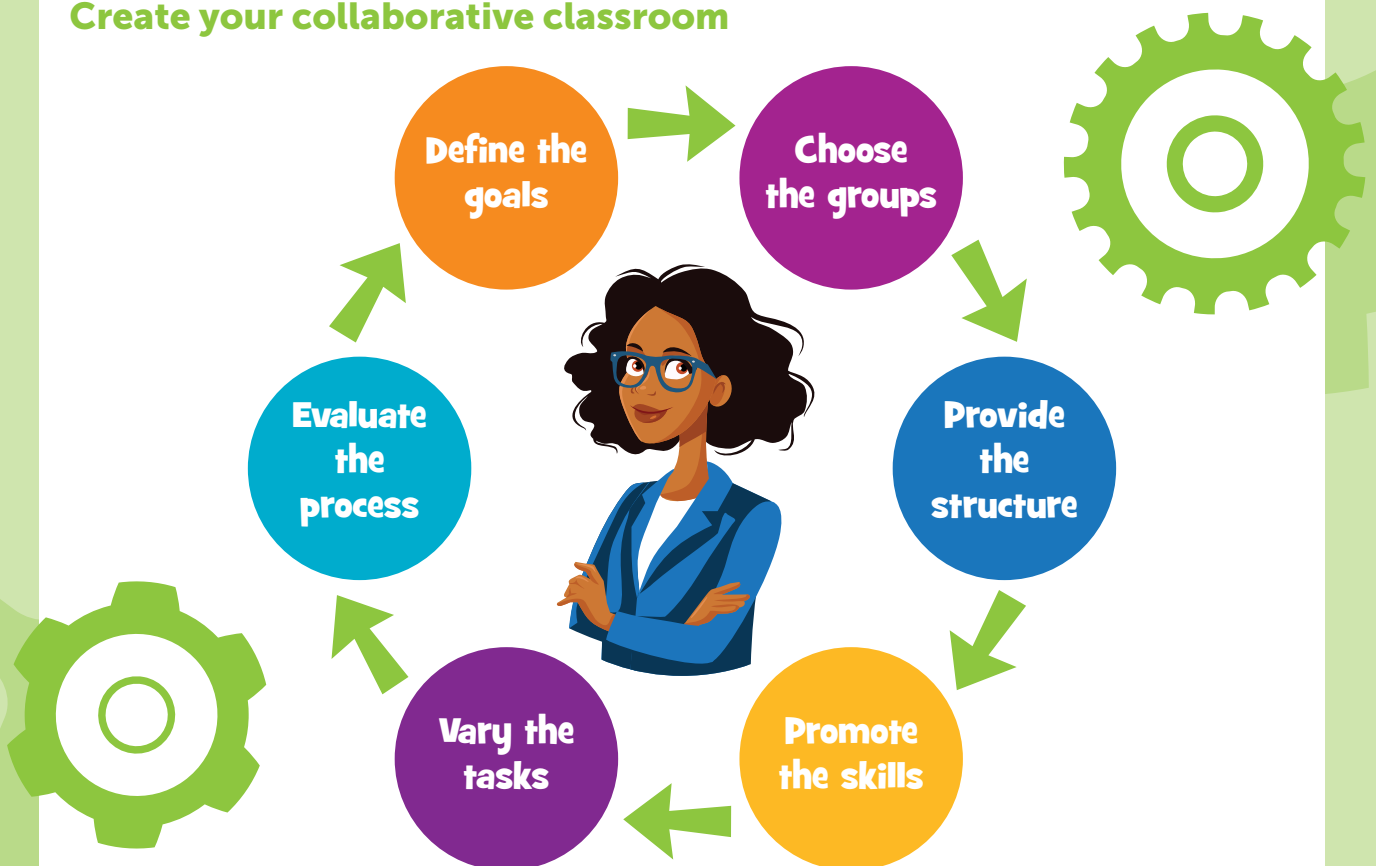 Create your collaborative classroom
Define the
goals
Choose
the groups
Provide
the
structure
Promote
the skills
Vary the
tasks
Evaluate
the
process